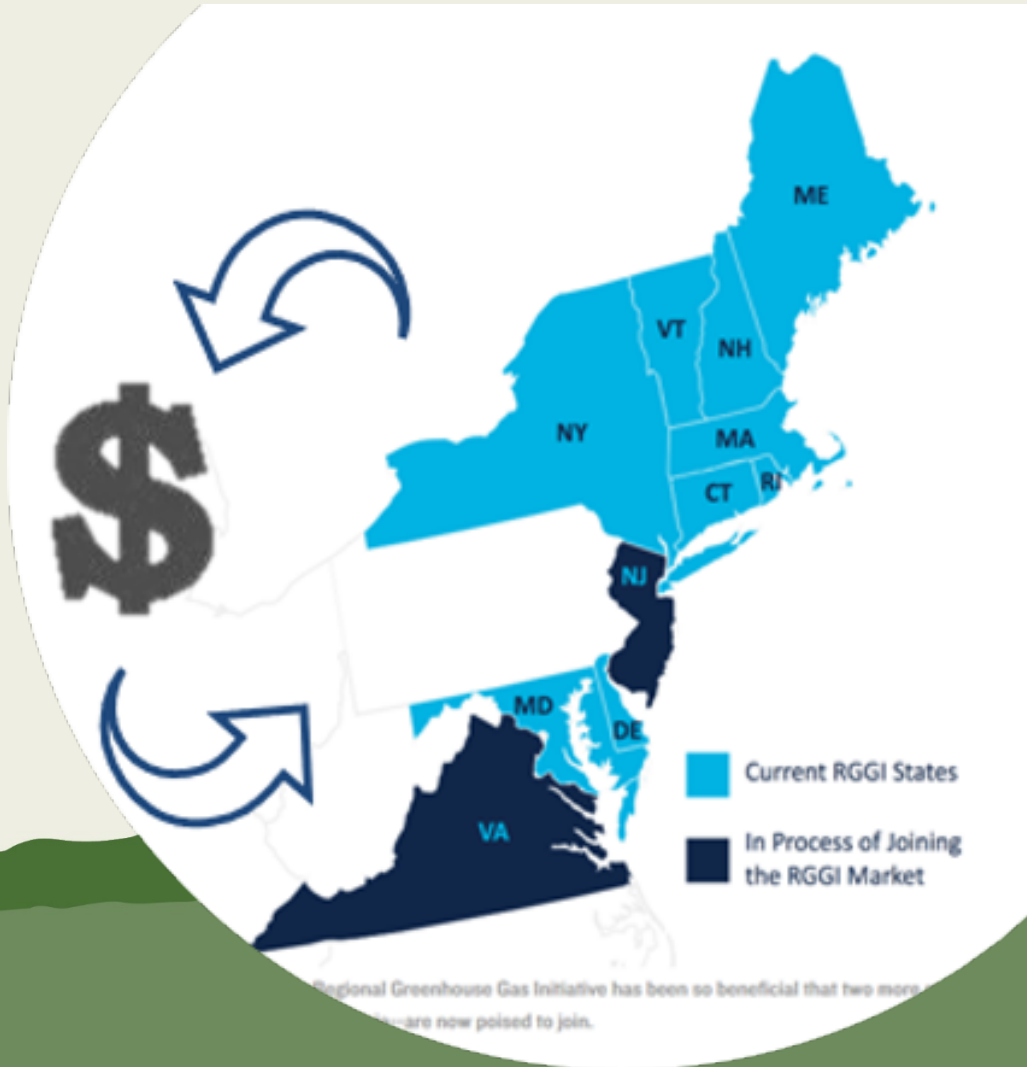 ME
VT
NH
NY
MA
CT
RI
NJ
MD
DE
VA
$
Current RGGI States
In Process of Joining
the RGGI Market
Regional Greenhouse Gas Initiative has been so beneficial that two more
are now poised to join.